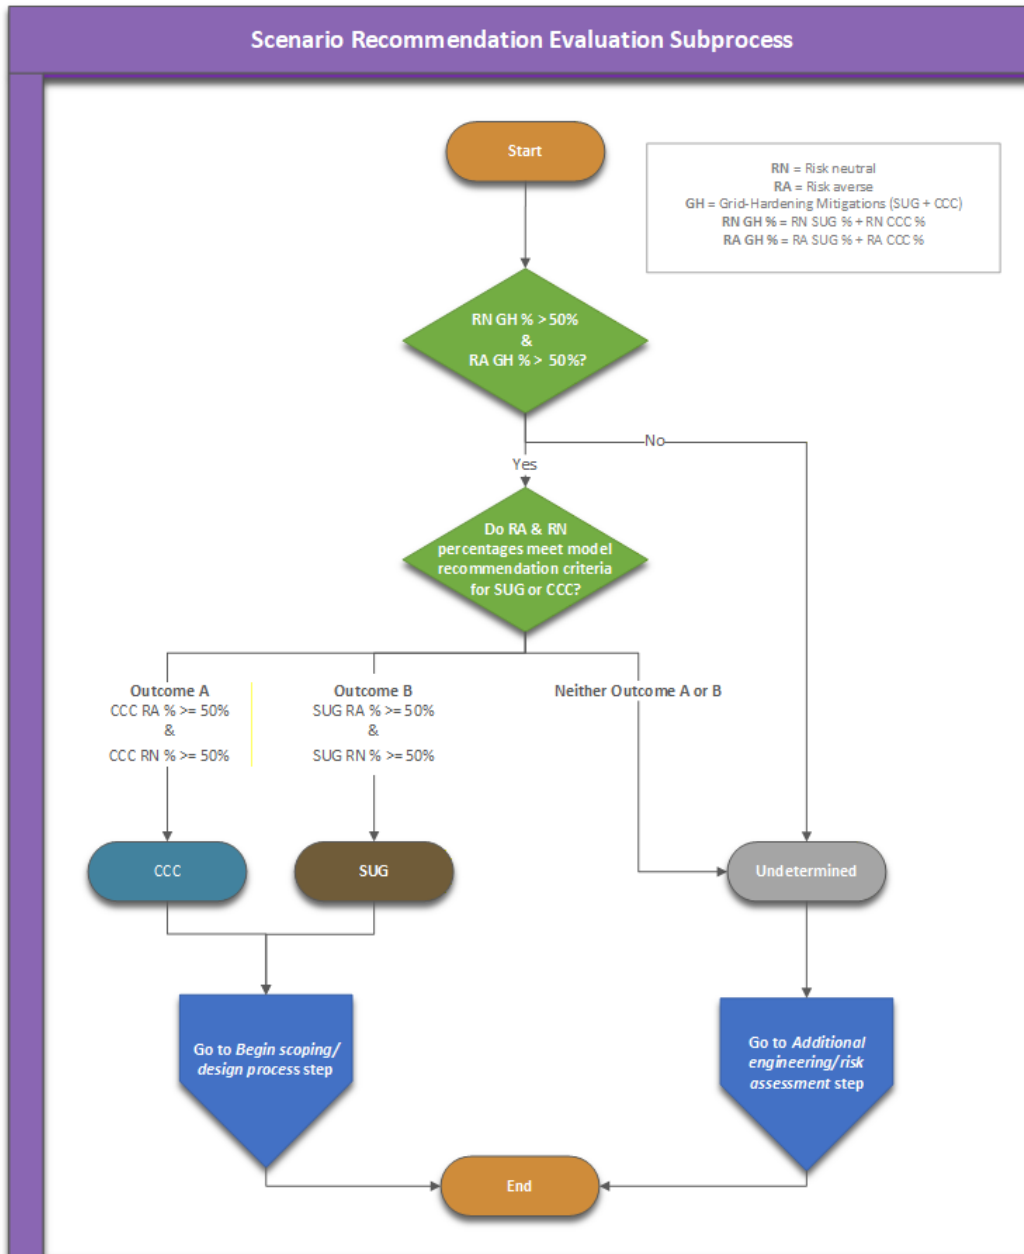 Scenario Recommendation Evaluation Subprocess
Start
RN = Risk neutral
RA = Risk averse
GH = Grid-Hardening Mitigations (SUG + CCC)
RN GH % = RN SUG % + RN CCC %
RA GH % = RA SUG % + RA CCC %
RN GH % >50%
&
RA GH % > 50%?
No
Yes
Do RA & RN
percentages meet model
recommendation criteria
for SUG or CCC?
Outcome A
CCC RA % >= 50%
&
CCC RN % >= 50%
Outcome B
SUG RA % >= 50%
&
SUG RN % >= 50%
Neither Outcome A or B
CCC
SUG
Undetermined
Go to Begin scoping/
design process step
Go to Additional
engineering/risk
assessment step
End